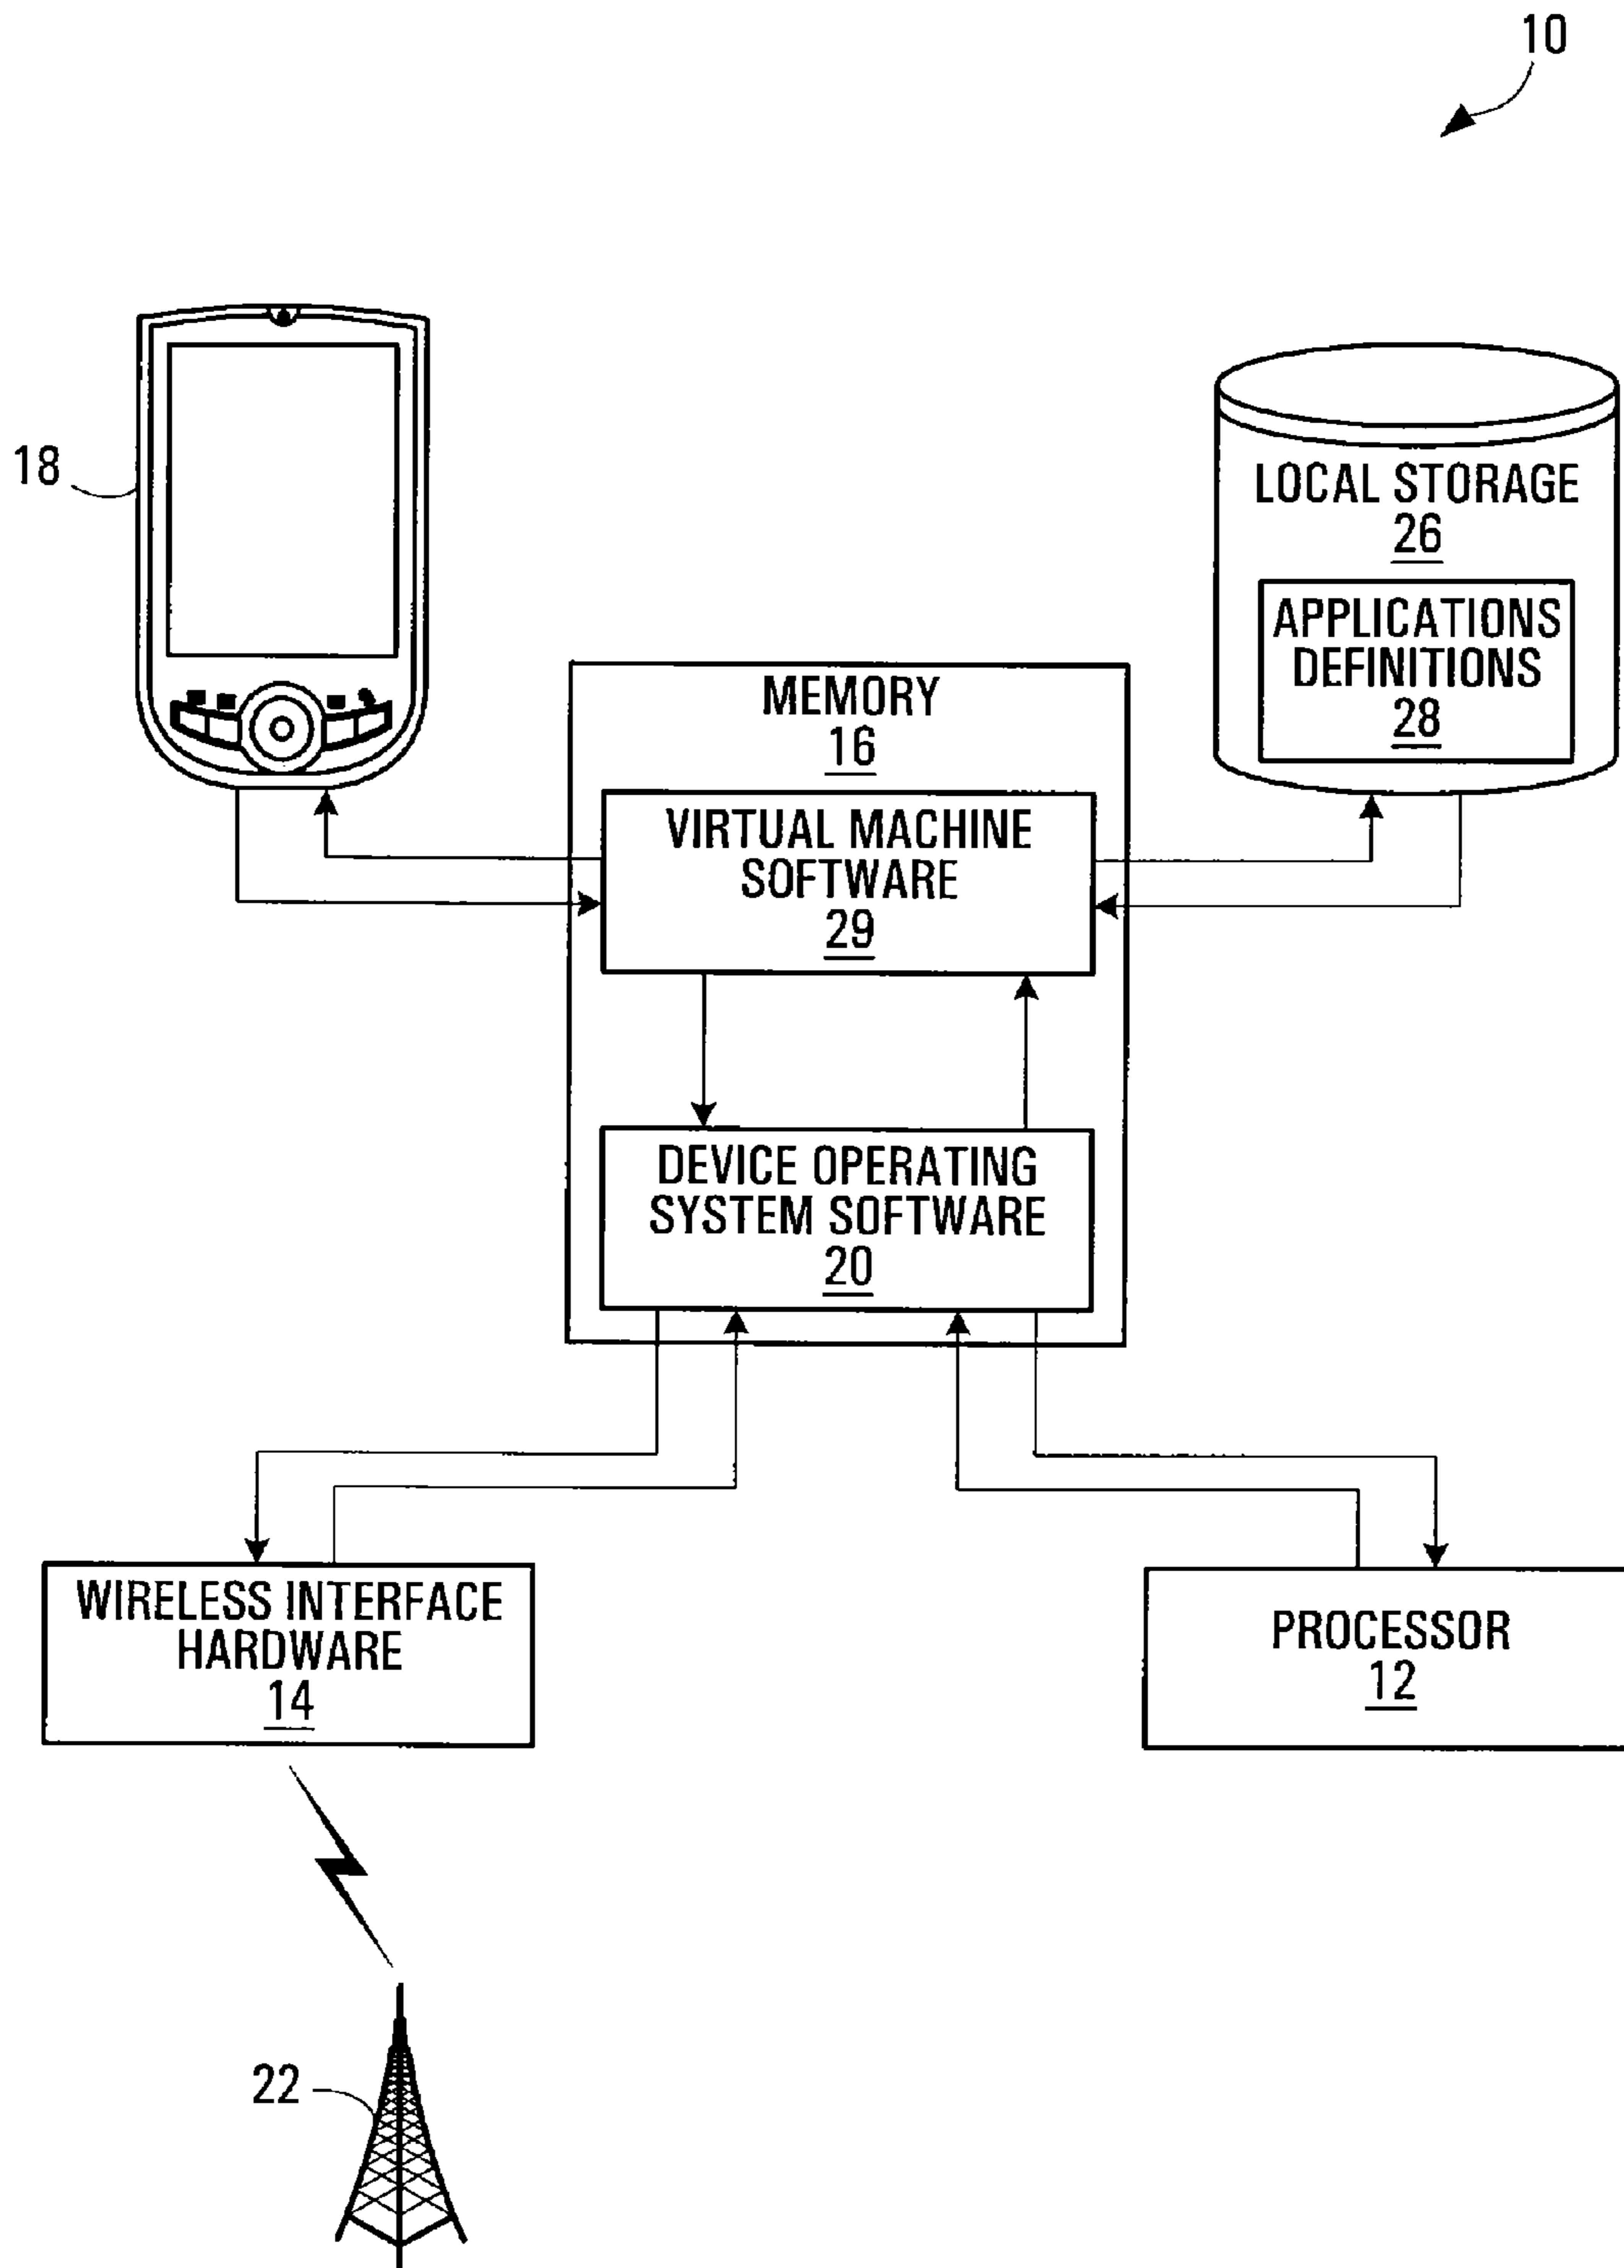 10
18
LOCAL STORAGE
26
APPLICATIONS
DEFINITIONS
28
MEMORY
16
VIRTUAL MACHINE
SOFTWARE
29
DEVICE OPERATING
SYSTEM SOFTWARE
20
WIRELESS INTERFACE
HARDWARE
14
PROCESSOR
12
22